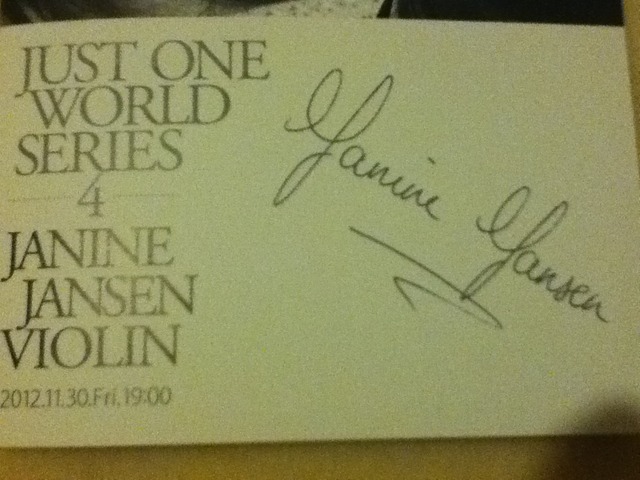 JUST ONE
WORLD
SERIES
4
JANINE
JANSEN
VIOLIN
2012.11.30.Fri.19:00
Janine Jansen